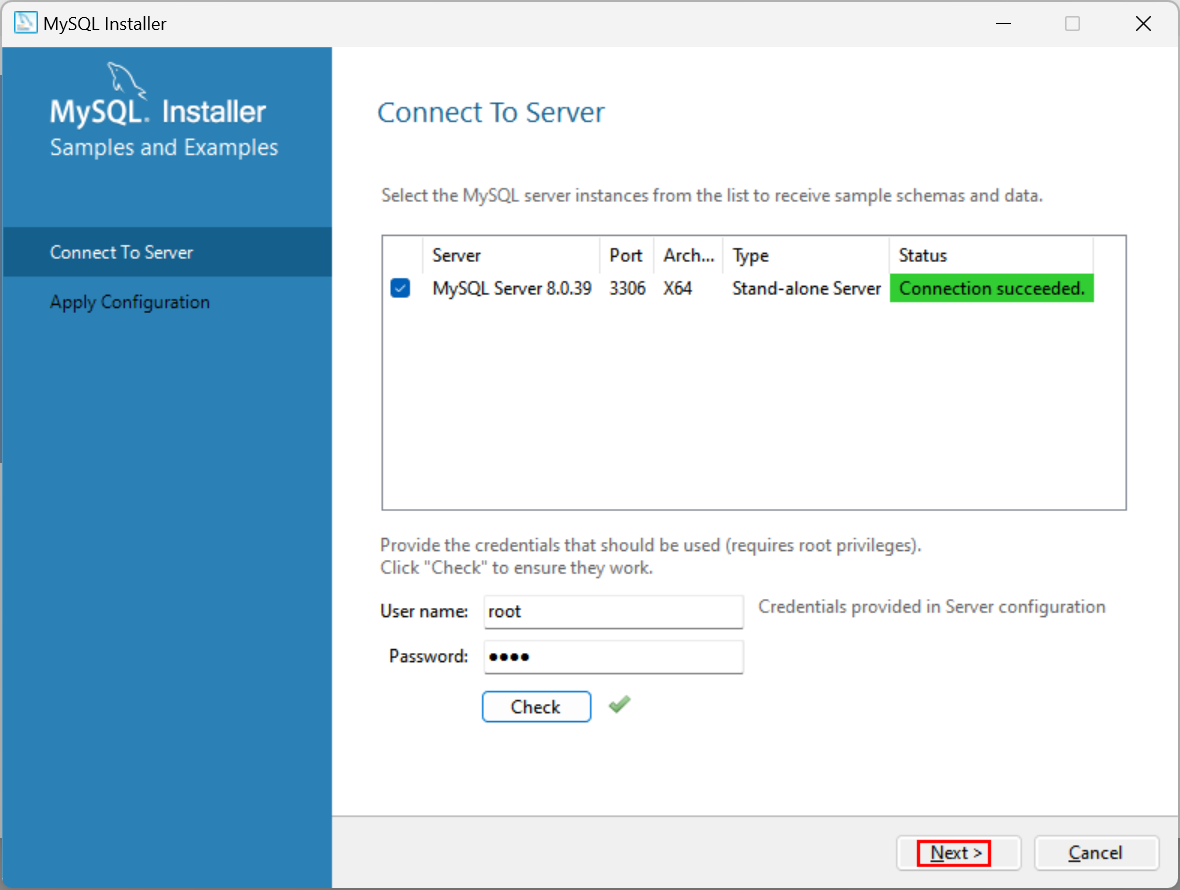 MySQL Installer
MySQL. Installer
Samples and Examples
Connect To Server
Apply Configuration
Connect To Server
Select the MySQL server instances from the list to receive sample schemas and data.
Server Port Arch... Type Status
MySQL Server 8.0.39 3306 X64 Stand-alone Server Connection succeeded.
Provide the credentials that should be used (requires root privileges).
Click "Check" to ensure they work.
User name: root Credentials provided in Server configuration
Password: ●●●●
Check
Next > Cancel